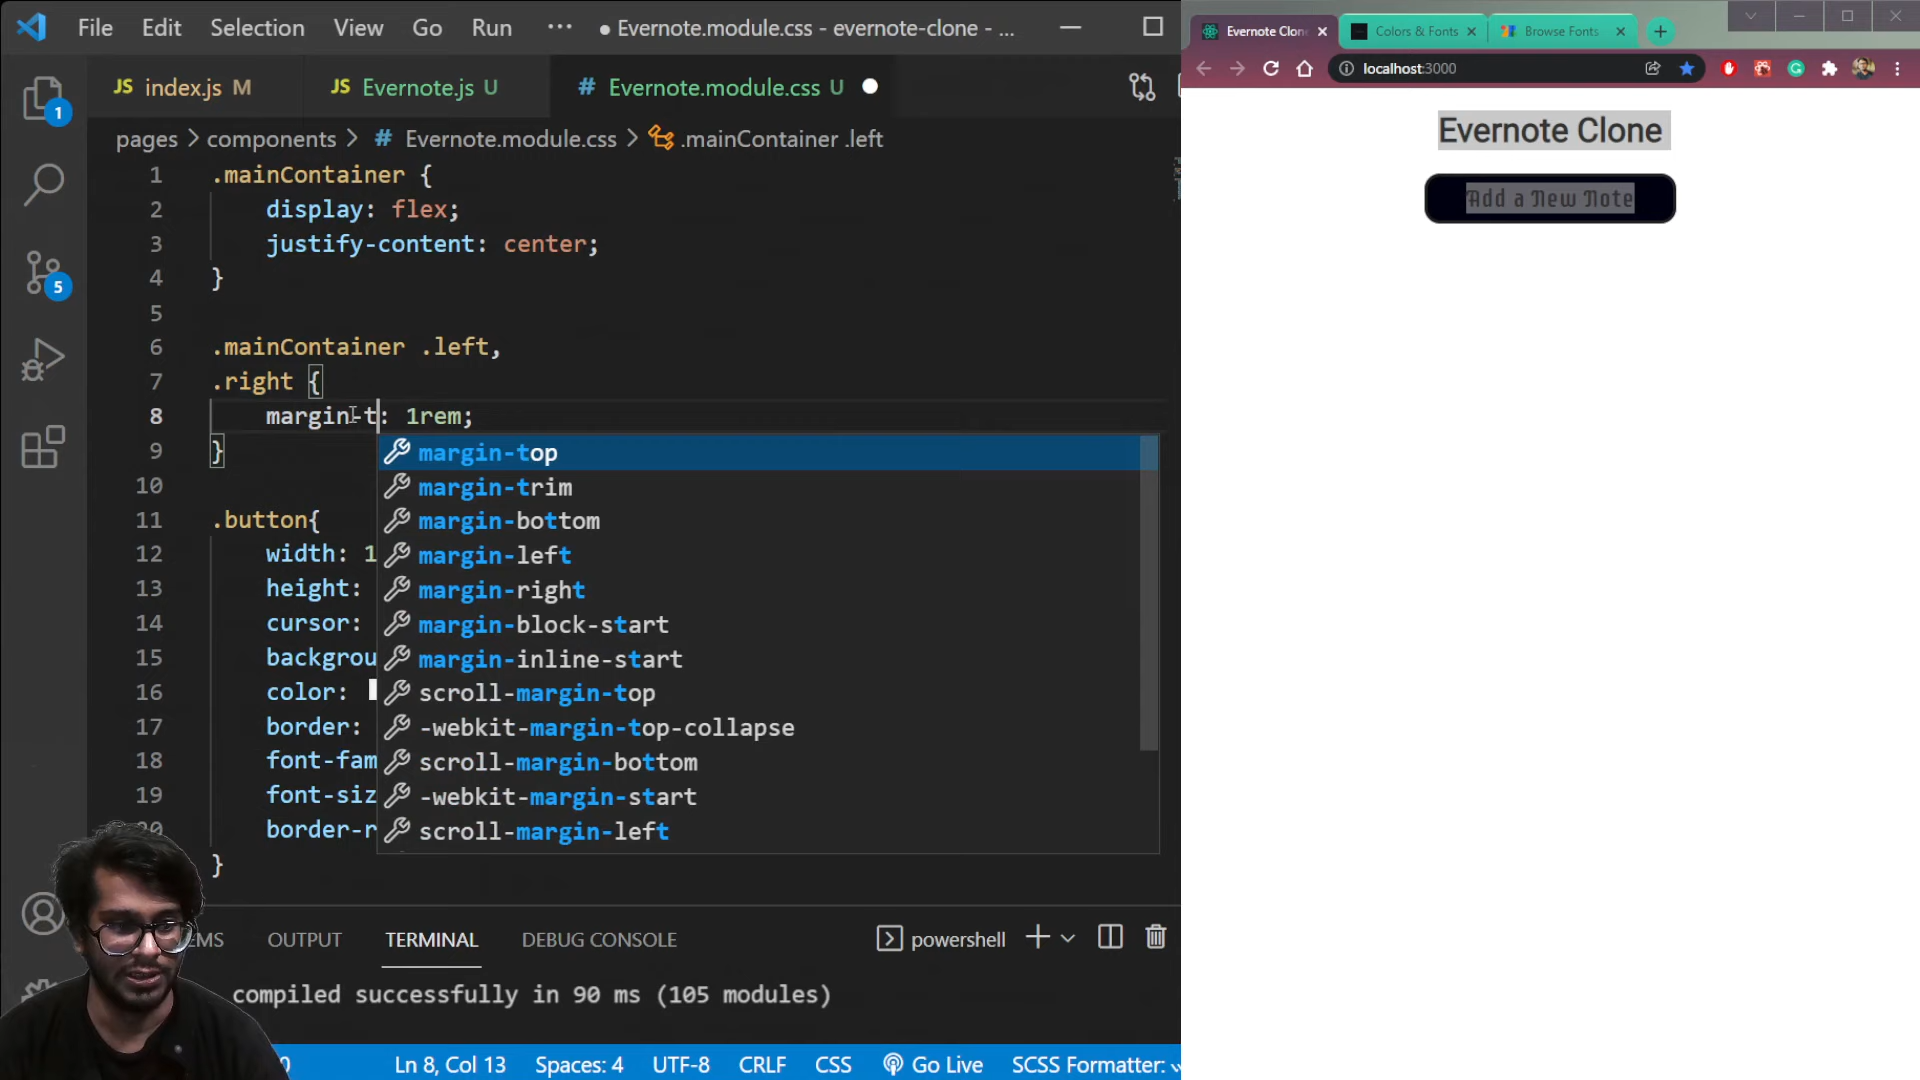 File Edit Selection View Go Run ··· ● Evernote.module.css - evernote-clone - ...
JS index.js M JS Evernote.js U # Evernote.module.css U
pages > components > # Evernote.module.css > .mainContainer .left
1 .mainContainer {
2 display: flex;
3 justify-content: center;
4 }
5
6 .mainContainer .left,
7 .right {
8 margin-t: 1rem;
9 }
10
11 .button{
12 width: 1
13 height:
14 cursor:
15 backgrou
16 color:
17 border:
18 font-fam
19 font-siz
20 border-r
}
margin-top
margin-trim
margin-bottom
margin-left
margin-right
margin-block-start
margin-inline-start
scroll-margin-top
-webkit-margin-top-collapse
scroll-margin-bottom
-webkit-margin-start
scroll-margin-left
1
5
EMS OUTPUT TERMINAL DEBUG CONSOLE powershell
compiled successfully in 90 ms (105 modules)
0 Ln 8, Col 13 Spaces: 4 UTF-8 CRLF CSS Go Live SCSS Formatter:
Evernote Clon Colors & Fonts Browse Fonts
localhost:3000
Evernote Clone
Add a New Note